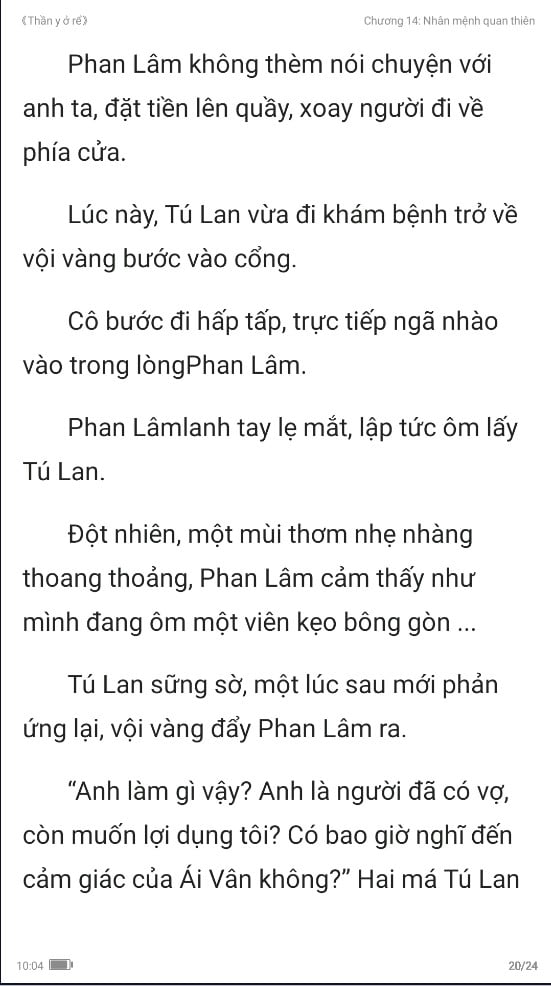 《Thần y ở rể》 Chương 14: Nhân mệnh quan thiên
Phan Lâm không thèm nói chuyện với
anh ta, đặt tiền lên quầy, xoay người đi về
phía cửa.
Lúc này, Tú Lan vừa đi khám bệnh trở về
vội vàng bước vào cổng.
Cô bước đi hấp tấp, trực tiếp ngã nhào
vào trong lòngPhan Lâm.
Phan Lâmlanh tay lẹ mắt, lập tức ôm lấy
Tú Lan.
Đột nhiên, một mùi thơm nhẹ nhàng
thoang thoảng, Phan Lâm cảm thấy như
mình đang ôm một viên kẹo bông gòn ...
Tú Lan sững sờ, một lúc sau mới phản
ứng lại, vội vàng đẩy Phan Lâm ra.
“Anh làm gì vậy? Anh là người đã có vợ,
còn muốn lợi dụng tôi? Có bao giờ nghĩ đến
cảm giác của Ái Vân không?” Hai má Tú Lan
10:04 20/24